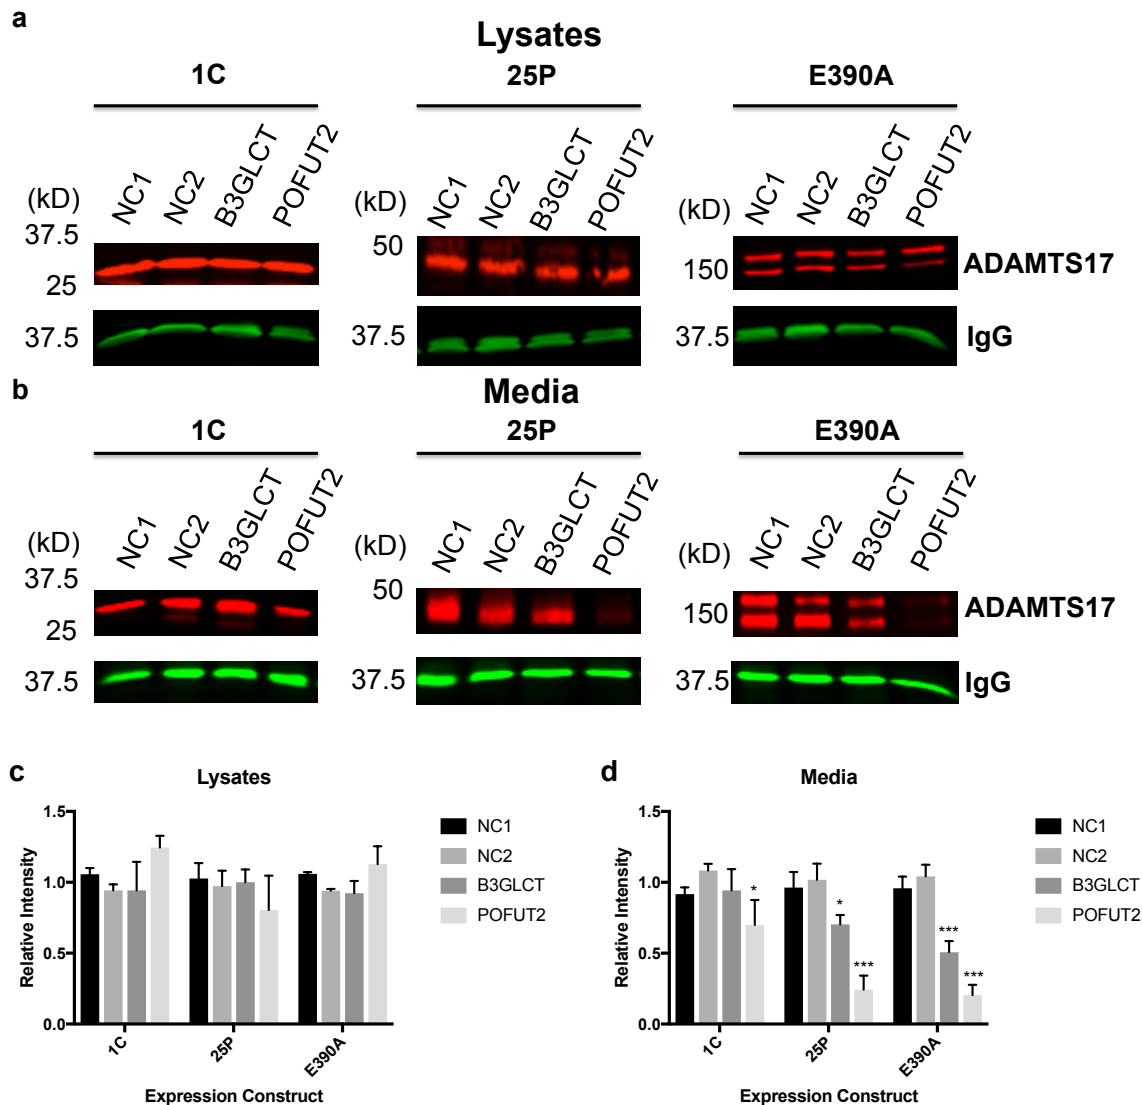 a
Lysates
1C 25P E390A
NC1 NC2 B3GLCT POFUT2 NC1 NC2 B3GLCT POFUT2 NC1 NC2 B3GLCT POFUT2
(kD) (kD) (kD)
37.5 50
25 150 ADAMTS17
37.5 37.5 37.5 IgG
b
Media
1C 25P E390A
NC1 NC2 B3GLCT POFUT2 NC1 NC2 B3GLCT POFUT2 NC1 NC2 B3GLCT POFUT2
(kD) (kD) (kD)
37.5 50
25 150 ADAMTS17
37.5 37.5 37.5 IgG
c
Lysates
Relative Intensity
1.5
1.0
0.5
0.0
1C 25P E390A
Expression Construct
NC1
NC2
B3GLCT
POFUT2
d
Media
Relative Intensity
1.5
1.0
0.5
0.0
* * *** *** ***
1C 25P E390A
Expression Construct
NC1
NC2
B3GLCT
POFUT2